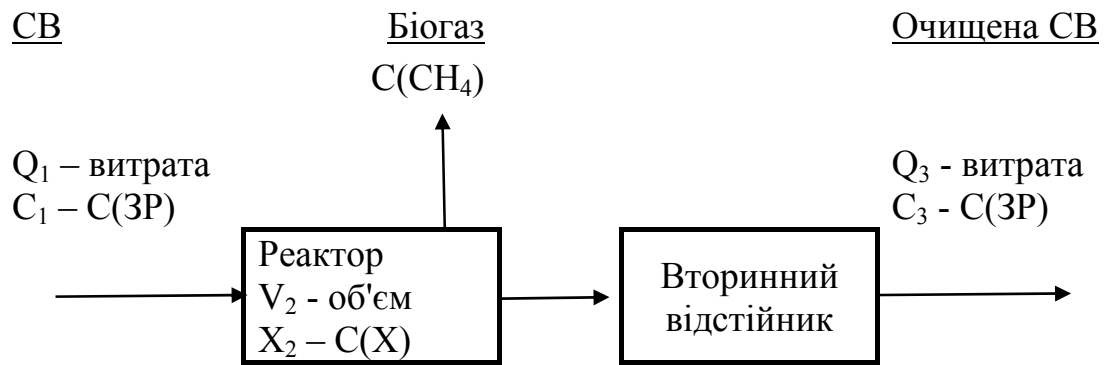 СВ
Біогаз
Очищена СВ
C(CH₄)
Q₁ – витрата
C₁ – C(ЗР)
Q₃ - витрата
C₃ - C(ЗР)
Реактор
V₂ - об'єм
X₂ – C(X)
Вторинний
відстійник